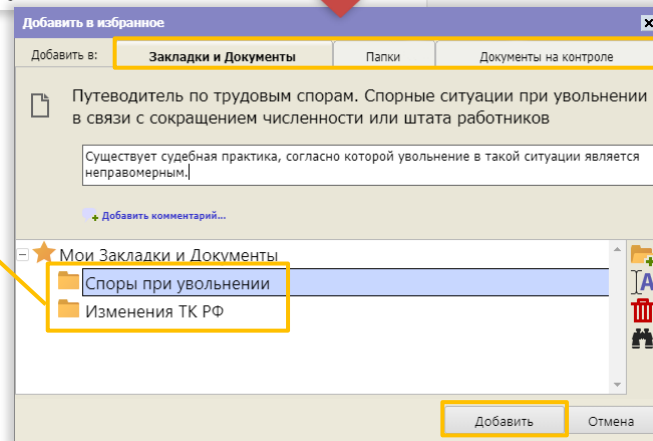 Добавить в избранное
Добавить в: Закладки и Документы Папки Документы на контроле
Путеводитель по трудовым спорам. Спорные ситуации при увольнении
в связи с сокращением численности или штата работников
Существует судебная практика, согласно которой увольнение в такой ситуации является
неправомерным.
Добавить комментарий...
Мои Закладки и Документы
Споры при увольнении
Изменения ТК РФ
Добавить Отмена